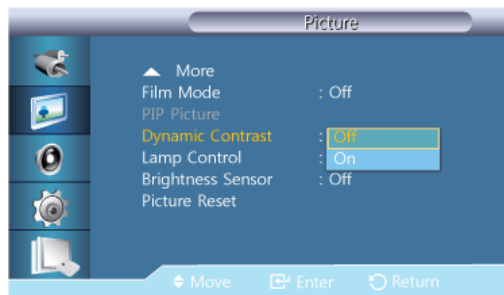 Picture
▲ More
Film Mode : Off
PIP Picture
Dynamic Contrast : Off
Lamp Control : On
Brightness Sensor : Off
Picture Reset
Move Enter Return